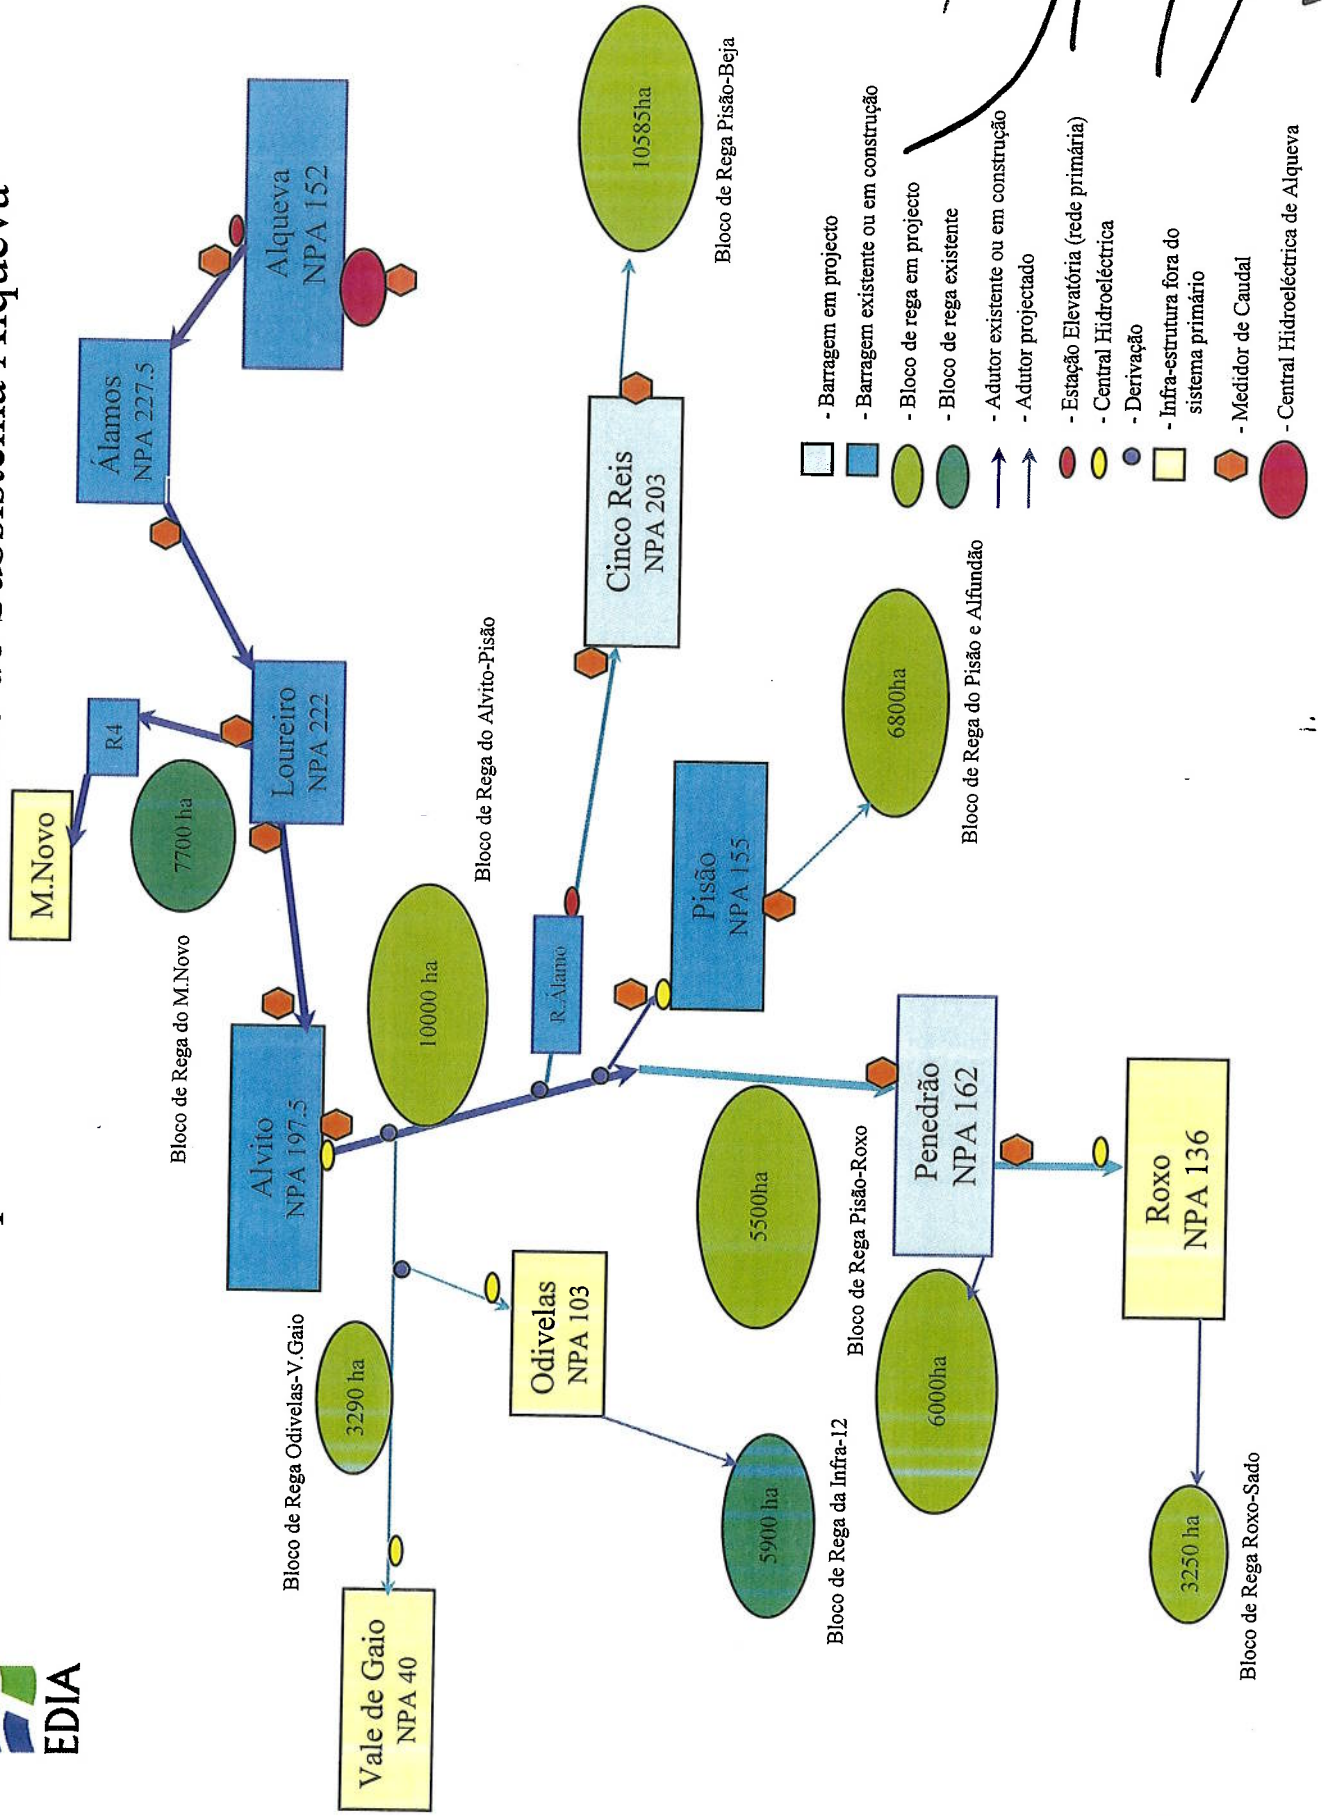 Subsistema Alqueva
EDIA
M.Novo
R4
Álamos
NPA 227.5
7700 ha
Bloco de Rega do M.Novo
Alvito
NPA 197.5
Loureiro
NPA 222
Alqueva
NPA 152
Bloco de Rega Odivelas-V.Gaio
3290 ha
Vale de Gaio
NPA 40
10000 ha
Bloco de Rega do Alvito-Pisão
Odivelas
NPA 103
R.Álamo
Cinco Reis
NPA 203
10585ha
Bloco de Rega Pisão-Beja
Pisão
NPA 155
5500ha
Bloco de Rega Pisão-Roxo
5900 ha
Bloco de Rega da Infra-12
6800ha
Bloco de Rega do Pisão e Alfundão
6000ha
Penedrão
NPA 162
Roxo
NPA 136
3250 ha
Bloco de Rega Roxo-Sado
- Barragem em projecto
- Barragem existente ou em construção
- Bloco de rega em projecto
- Bloco de rega existente
- Adutor existente ou em construção
- Adutor projectado
- Estação Elevatória (rede primária)
- Central Hidroeléctrica
- Derivação
- Infra-estrutura fora do
sistema primário
- Medidor de Caudal
- Central Hidroeléctrica de Alqueva